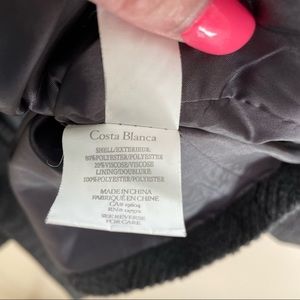 Costa Blanca
SHELL/EXTERIEUR
80% POLYESTER/POLYESTER
20% VISCOSE/VISCOSE
LINING/DOUBLURE
100% POLYESTER/POLYESTER
MADE IN CHINA
FABRIQUÉ EN CHINE
SEE REVERSE
FOR CARE